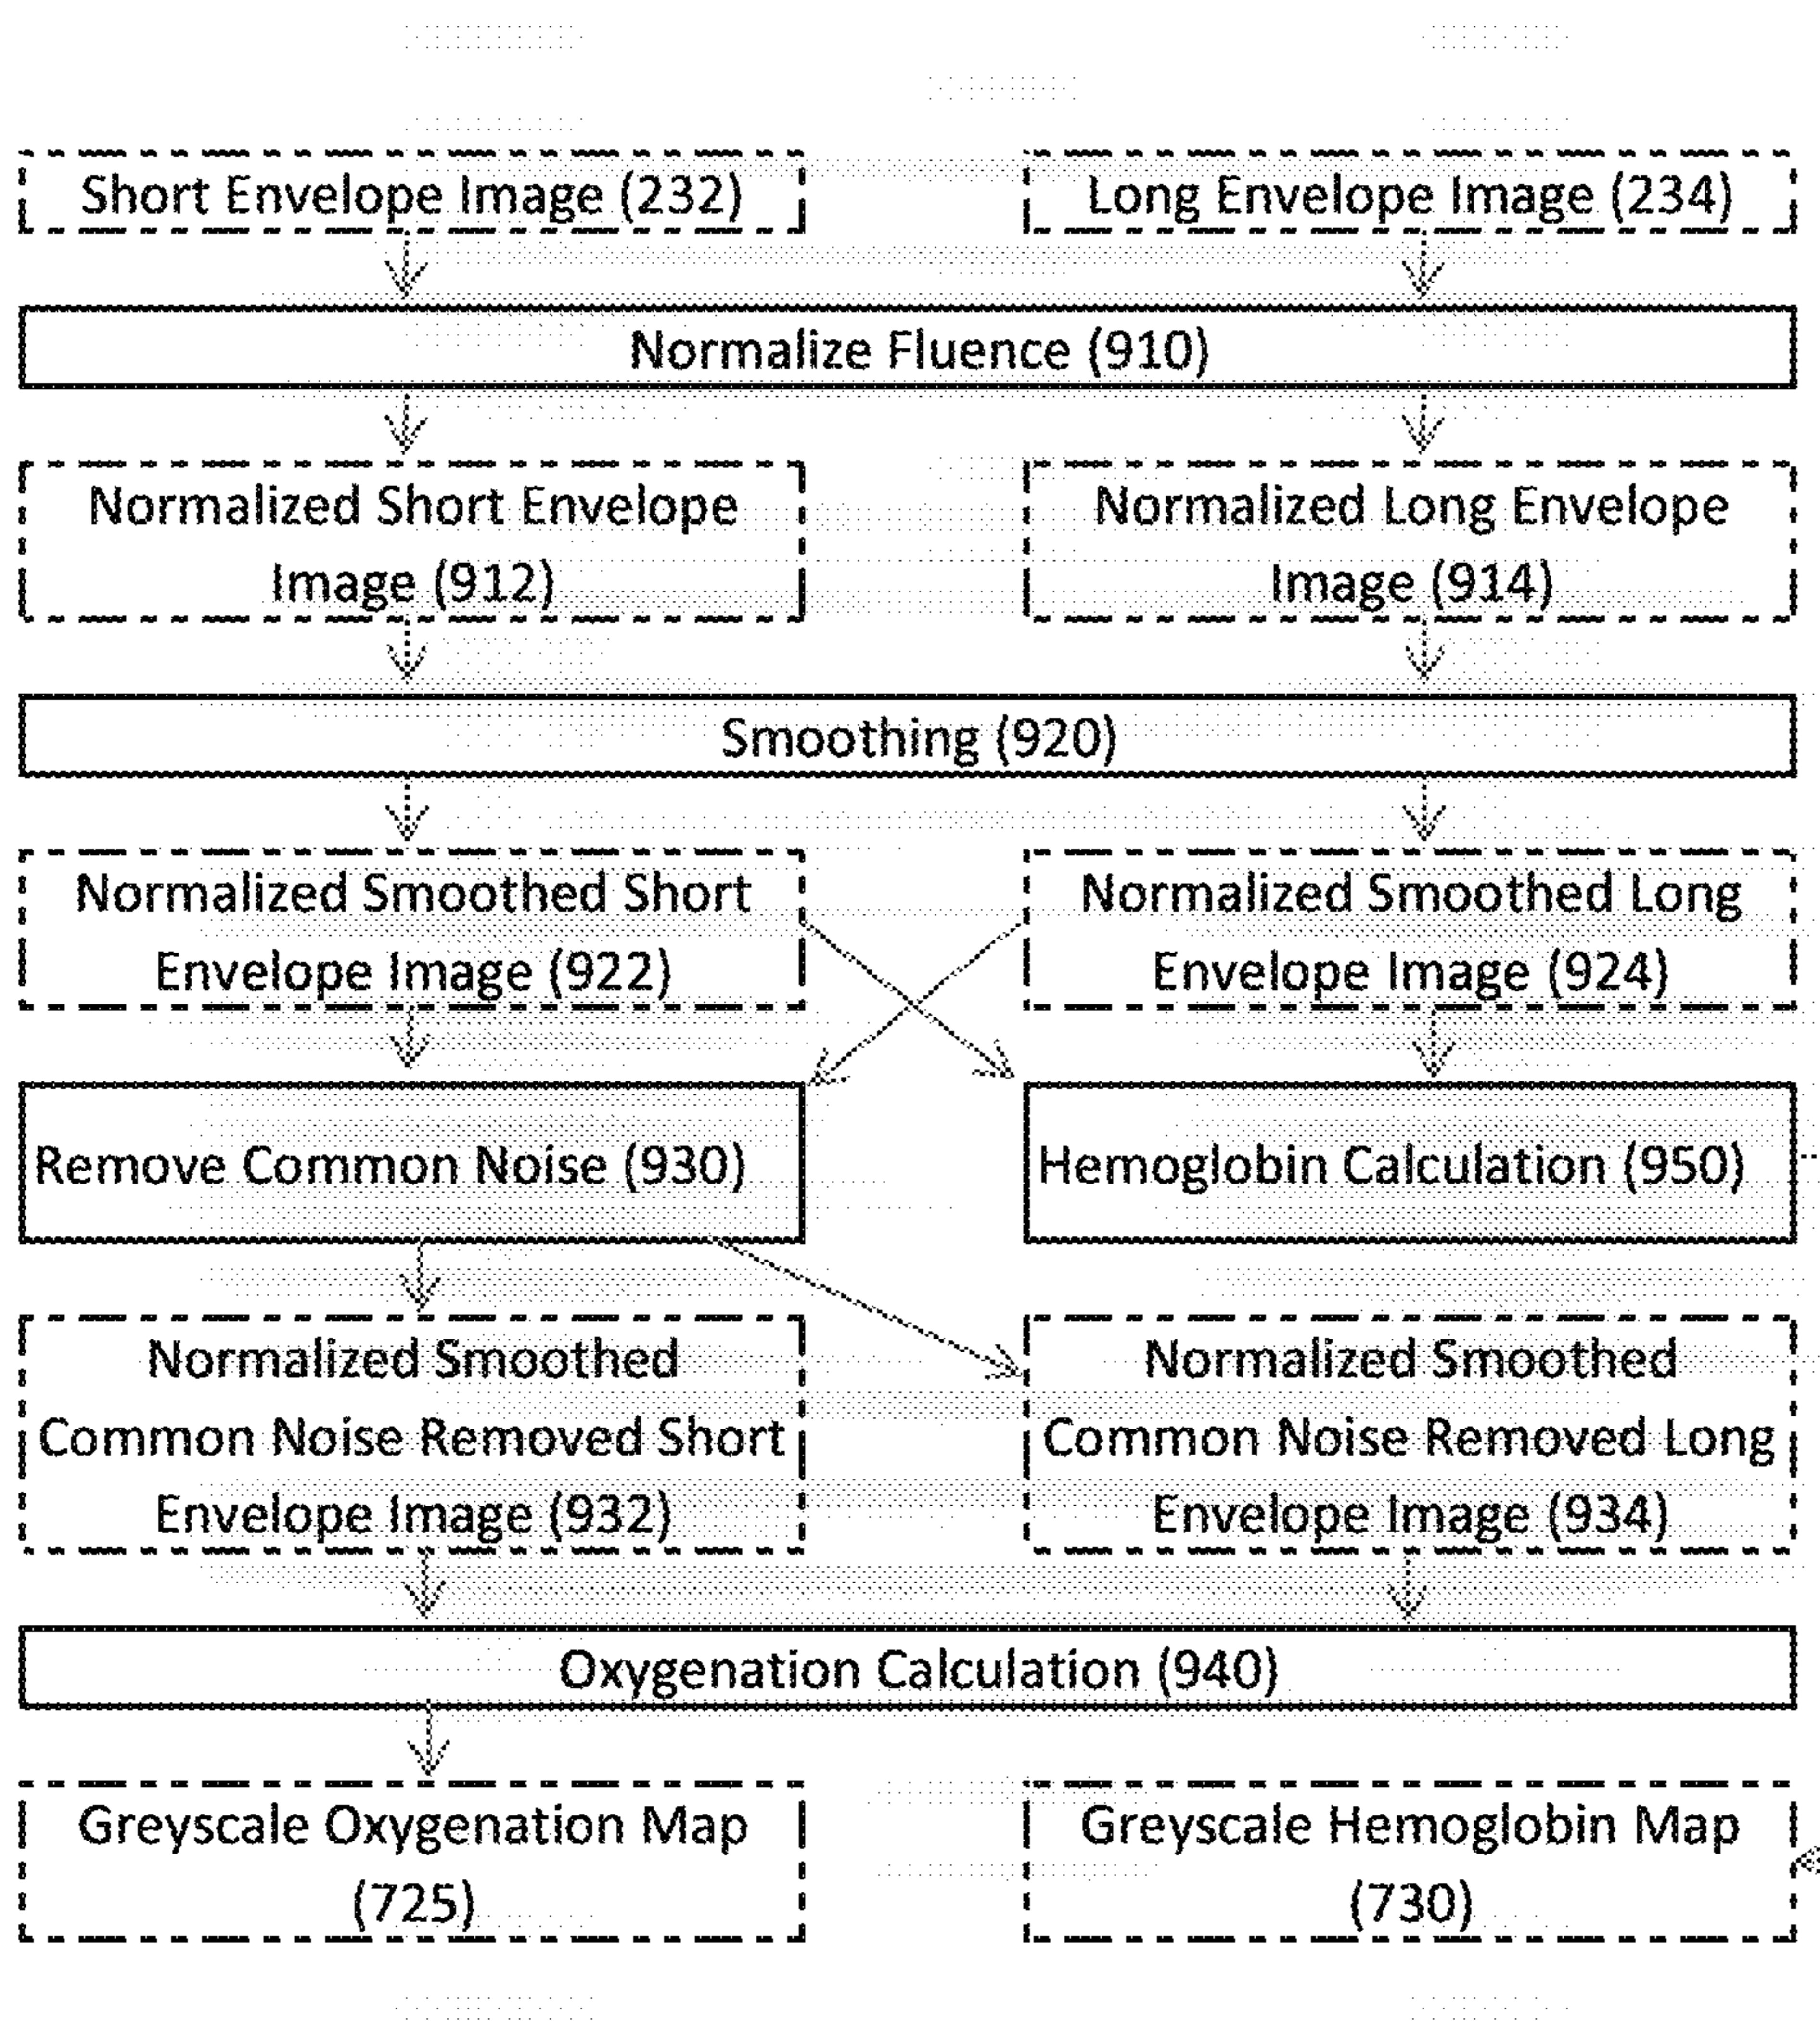 Short Envelope Image (232)
Long Envelope Image (234)
Normalize Fluence (910)
Normalized Short Envelope
Image (912)
Normalized Long Envelope
Image (914)
Smoothing (920)
Normalized Smoothed Short
Envelope Image (922)
Normalized Smoothed Long
Envelope Image (924)
Remove Common Noise (930)
Hemoglobin Calculation (950)
Normalized Smoothed
Common Noise Removed Short
Envelope Image (932)
Normalized Smoothed
Common Noise Removed Long
Envelope Image (934)
Oxygenation Calculation (940)
Greyscale Oxygenation Map
(725)
Greyscale Hemoglobin Map
(730)